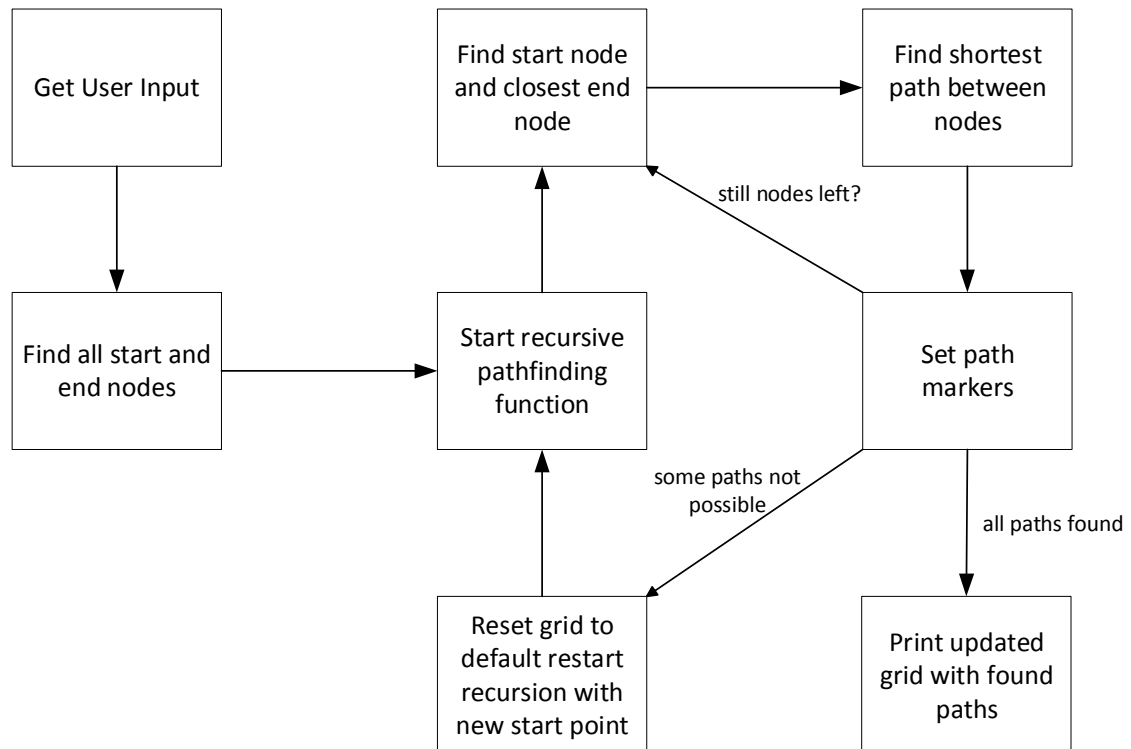 Get User Input
Find start node
and closest end
node
Find shortest
path between
nodes
still nodes left?
Find all start and
end nodes
Start recursive
pathfinding
function
Set path
markers
some paths not
possible
all paths found
Reset grid to
default restart
recursion with
new start point
Print updated
grid with found
paths